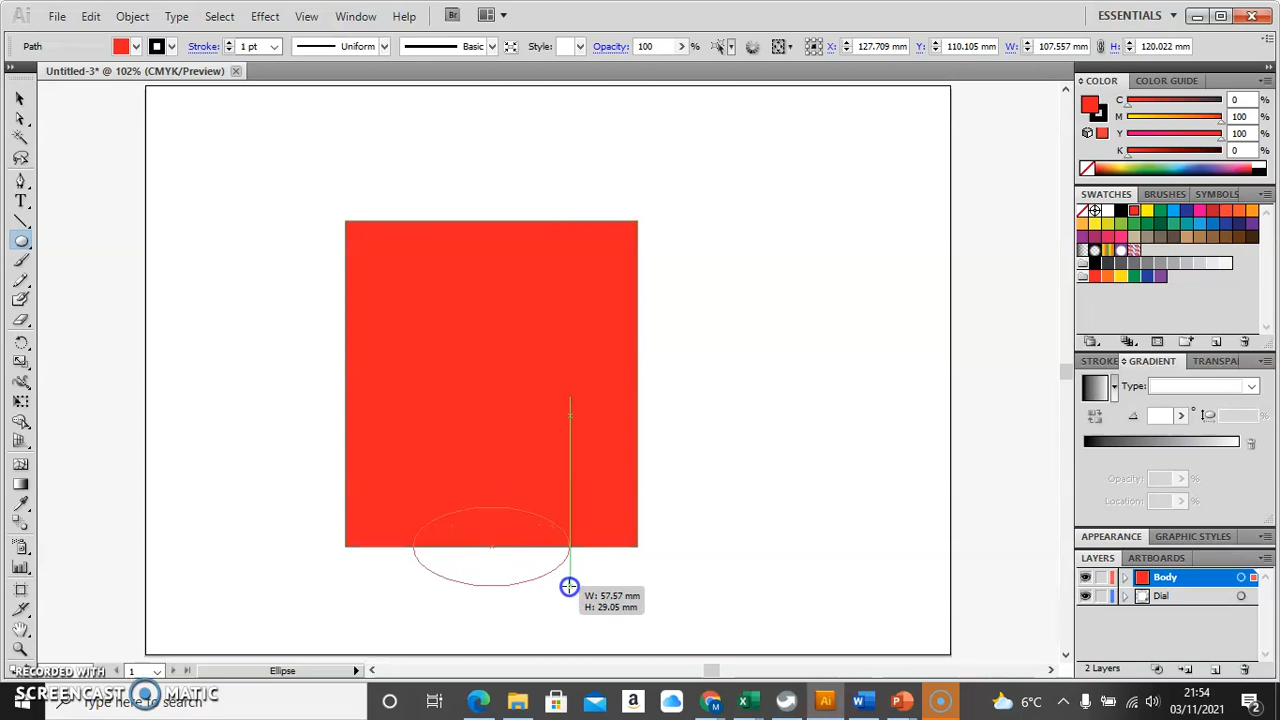 Ai File Edit Object Type Select Effect View Window Help Br ESSENTIALS
Path Stroke: 1 pt Uniform Basic Style: Opacity: 100 % X: 127.709 mm Y: 110.105 mm W: 107.557 mm H: 120.022 mm
Untitled-3* @ 102% (CMYK/Preview)
COLOR COLOR GUIDE
C 0 %
M 100 %
Y 100 %
K 0 %
SWATCHES BRUSHES SYMBOLS
STROKE GRADIENT TRANSPA
Type:
°
%
Opacity: %
Location: %
APPEARANCE GRAPHIC STYLES
LAYERS ARTBOARDS
Body
Dial
2 Layers
W: 57.57 mm
H: 29.05 mm
1 Ellipse
RECORDED WITH
SCREENCAST MATIC
Type here to search
6°C
21:54
03/11/2021
2